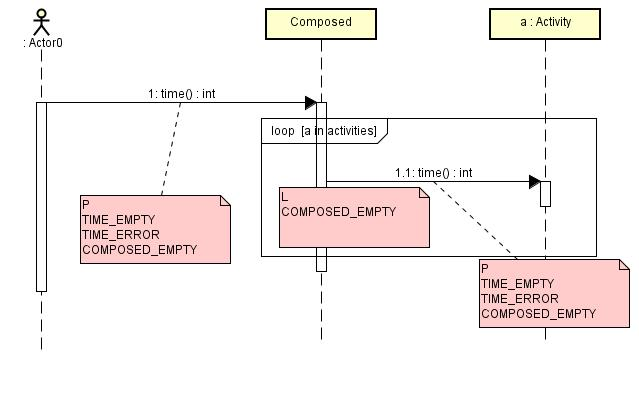 : Actor0
Composed
a : Activity
1: time() : int
loop [a in activities]
1.1: time() : int
P
TIME_EMPTY
TIME_ERROR
COMPOSED_EMPTY
L
COMPOSED_EMPTY
P
TIME_EMPTY
TIME_ERROR
COMPOSED_EMPTY